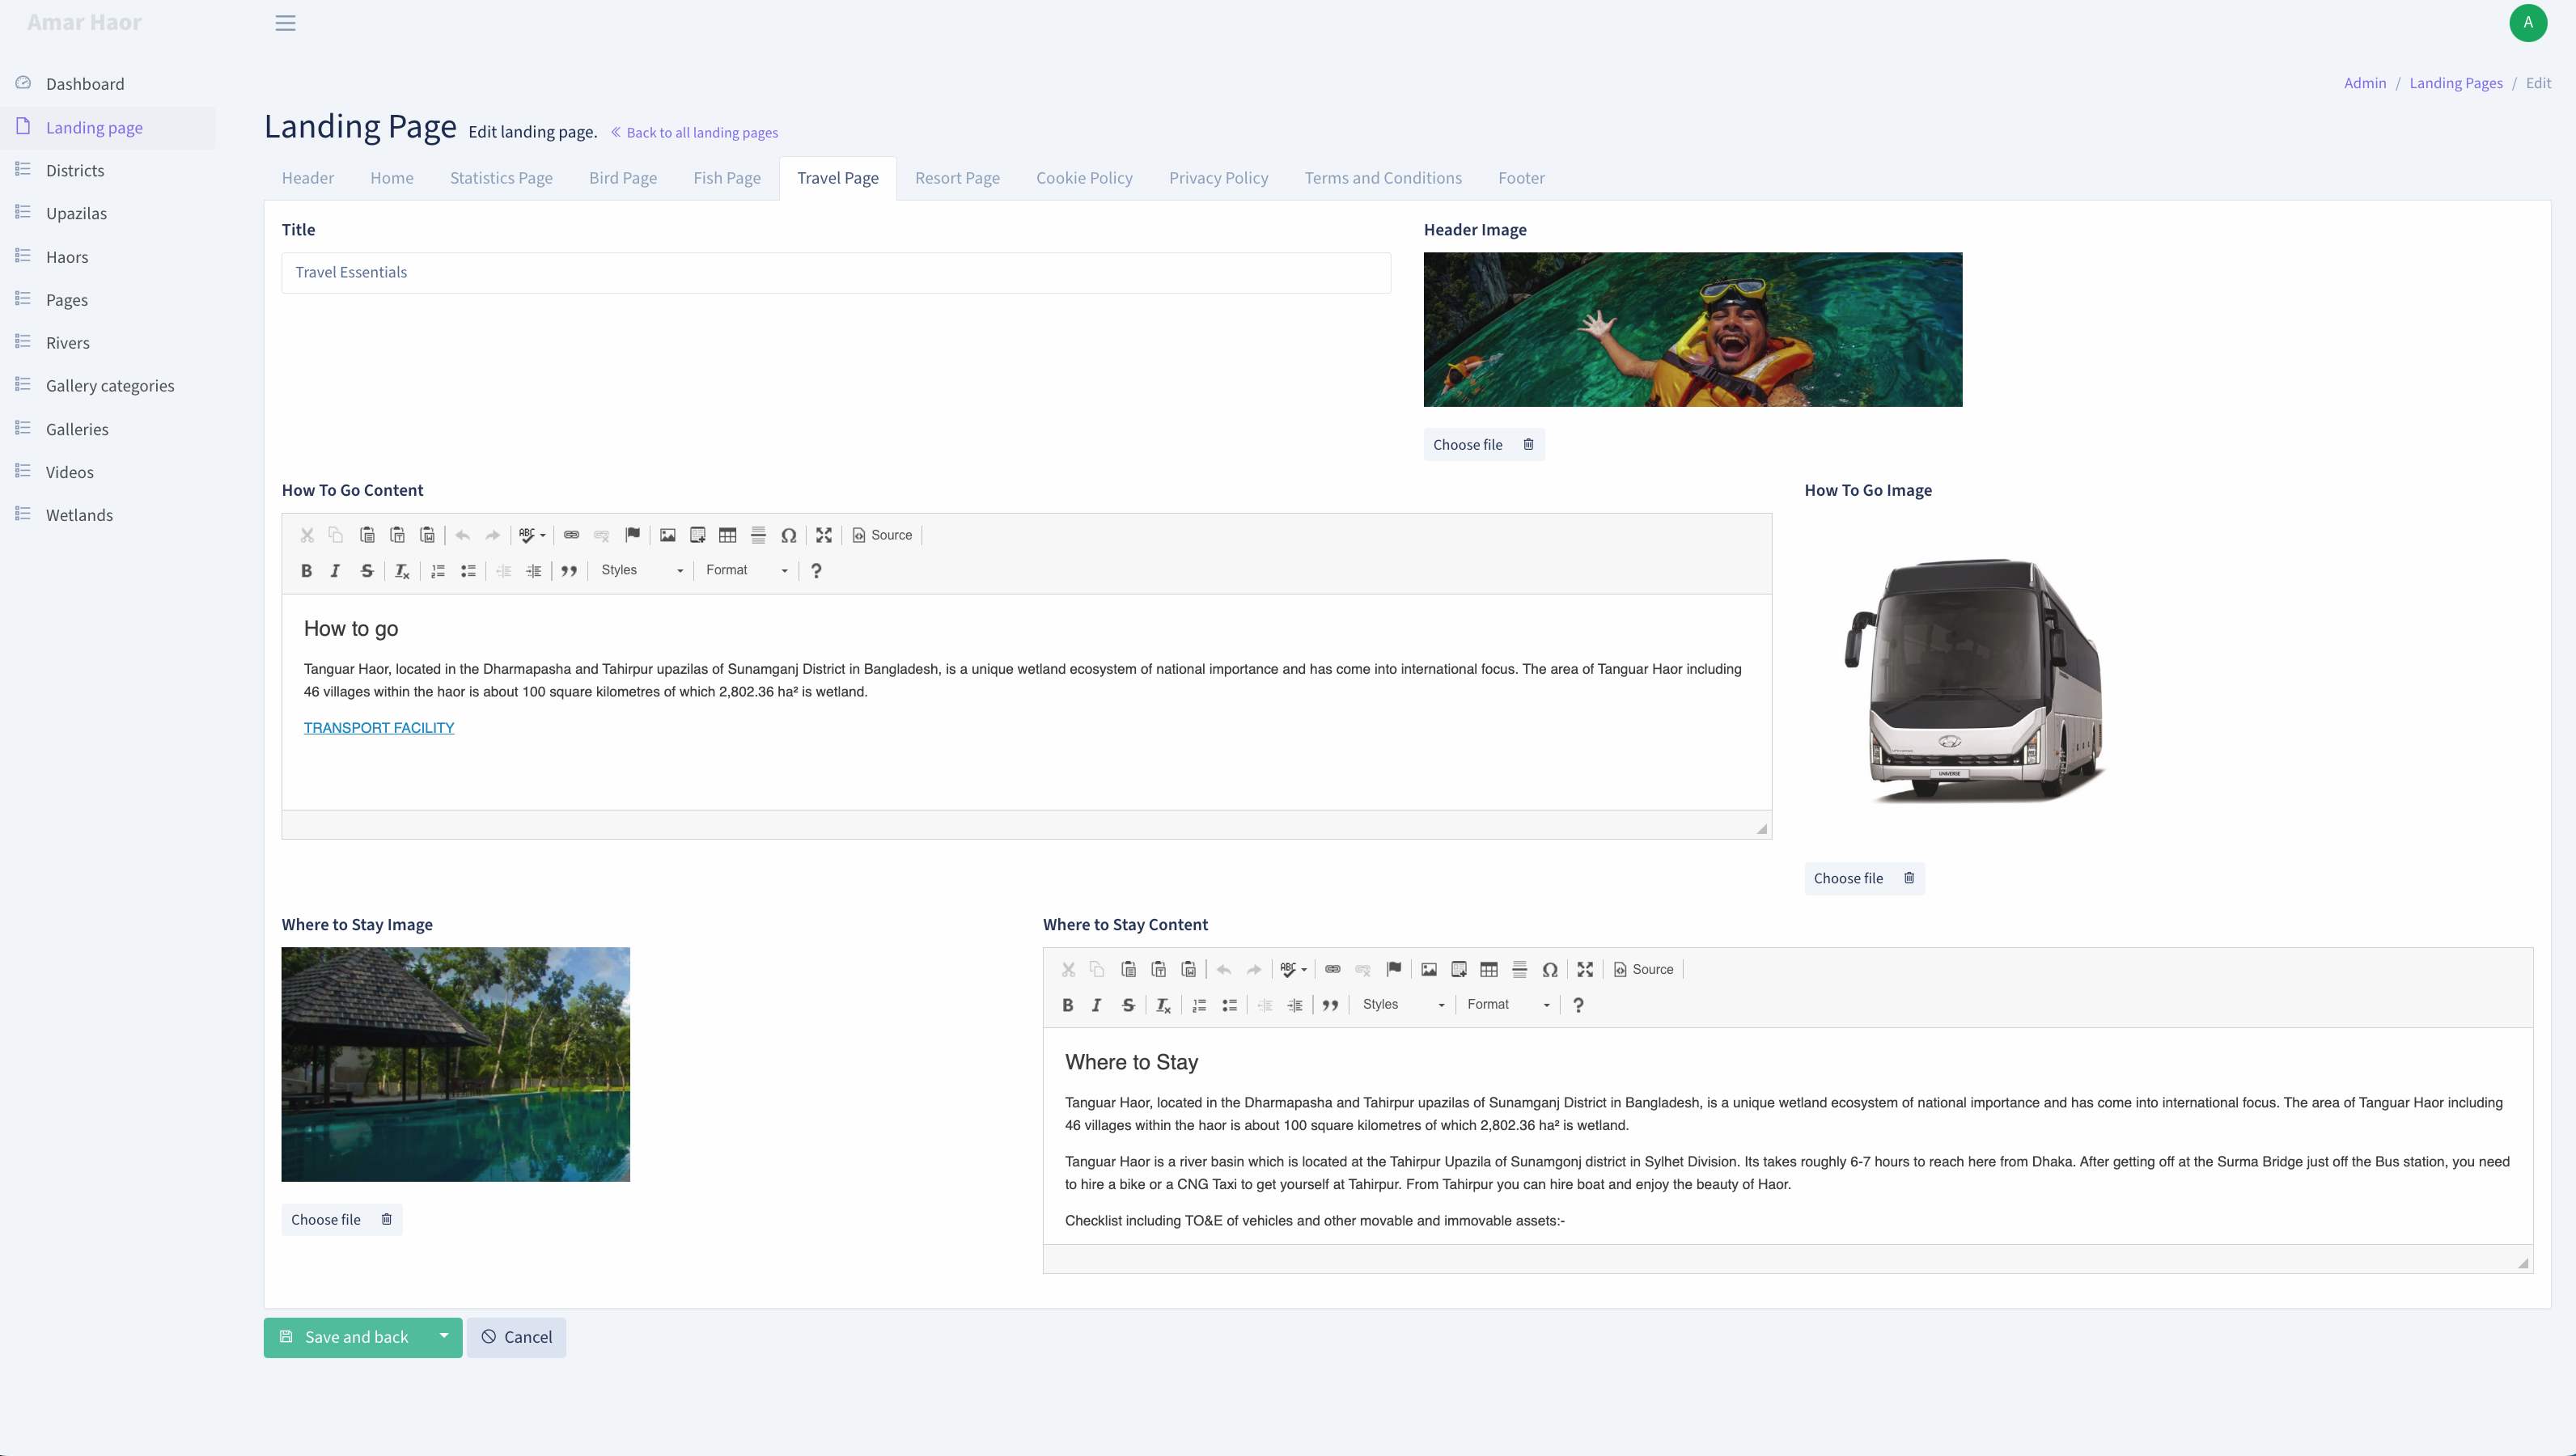 Amar Haor
A
Dashboard
Landing page
Districts
Upazilas
Haors
Pages
Rivers
Gallery categories
Galleries
Videos
Wetlands
Admin / Landing Pages / Edit
Landing Page Edit landing page. « Back to all landing pages
Header Home Statistics Page Bird Page Fish Page Travel Page Resort Page Cookie Policy Privacy Policy Terms and Conditions Footer
Title
Travel Essentials
Header Image
Choose file
How To Go Content
Source
Styles Format ?
How to go
Tanguar Haor, located in the Dharmapasha and Tahirpur upazilas of Sunamganj District in Bangladesh, is a unique wetland ecosystem of national importance and has come into international focus. The area of Tanguar Haor including
46 villages within the haor is about 100 square kilometres of which 2,802.36 ha² is wetland.
TRANSPORT FACILITY
How To Go Image
UNIVERSE
Choose file
Where to Stay Image
Choose file
Where to Stay Content
Source
Styles Format ?
Where to Stay
Tanguar Haor, located in the Dharmapasha and Tahirpur upazilas of Sunamganj District in Bangladesh, is a unique wetland ecosystem of national importance and has come into international focus. The area of Tanguar Haor including
46 villages within the haor is about 100 square kilometres of which 2,802.36 ha² is wetland.
Tanguar Haor is a river basin which is located at the Tahirpur Upazila of Sunamgonj district in Sylhet Division. Its takes roughly 6-7 hours to reach here from Dhaka. After getting off at the Surma Bridge just off the Bus station, you need
to hire a bike or a CNG Taxi to get yourself at Tahirpur. From Tahirpur you can hire boat and enjoy the beauty of Haor.
Checklist including TO&E of vehicles and other movable and immovable assets:-
Save and back
Cancel